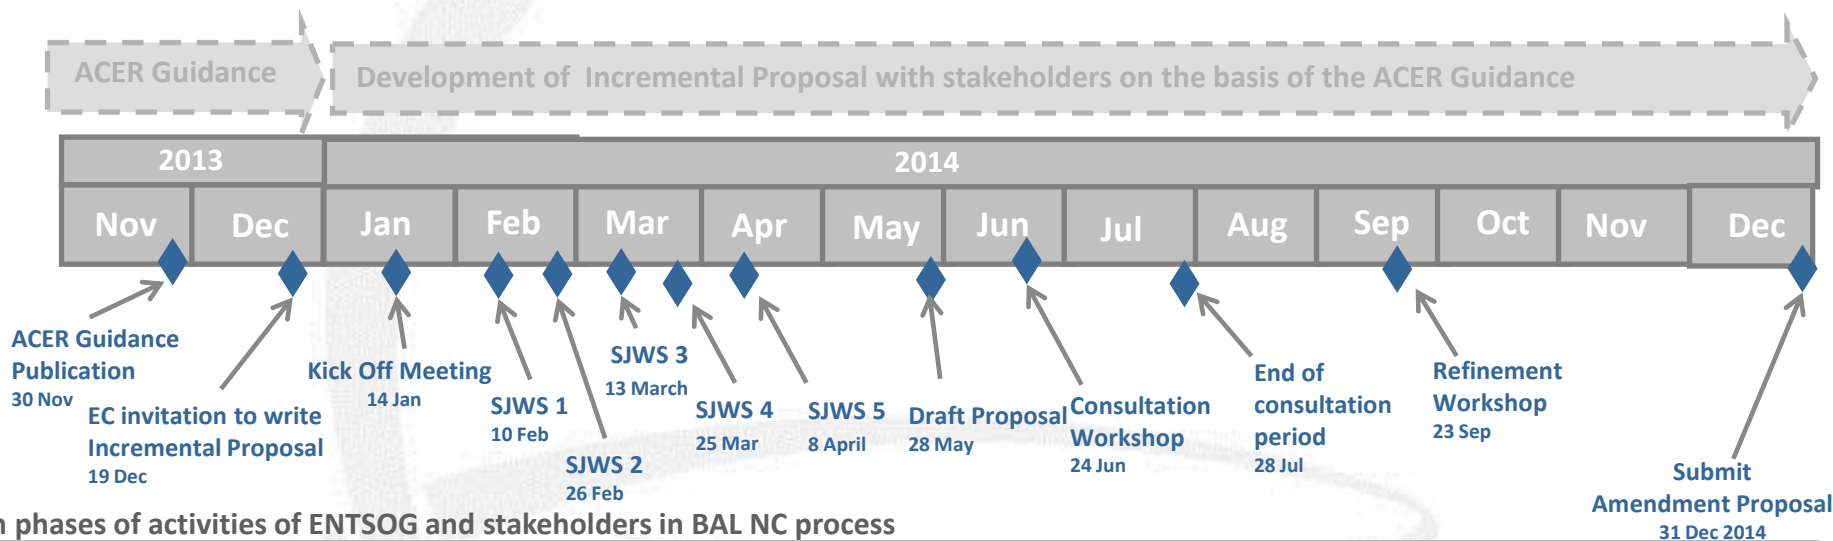 ACER Guidance
Development of Incremental Proposal with stakeholders on the basis of the ACER Guidance
2013
2014
Nov
Dec
Jan
Feb
Mar
Apr
May
Jun
Jul
Aug
Sep
Oct
Nov
Dec
ACER Guidance
Publication
30 Nov
EC invitation to write
Incremental Proposal
19 Dec
Kick Off Meeting
14 Jan
SJWS 1
10 Feb
SJWS 2
26 Feb
SJWS 3
13 March
SJWS 4
25 Mar
SJWS 5
8 April
Draft Proposal
28 May
Consultation
Workshop
24 Jun
End of
consultation
period
28 Jul
Refinement
Workshop
23 Sep
Submit
Amendment Proposal
31 Dec 2014
phases of activities of ENTSOG and stakeholders in BAL NC process